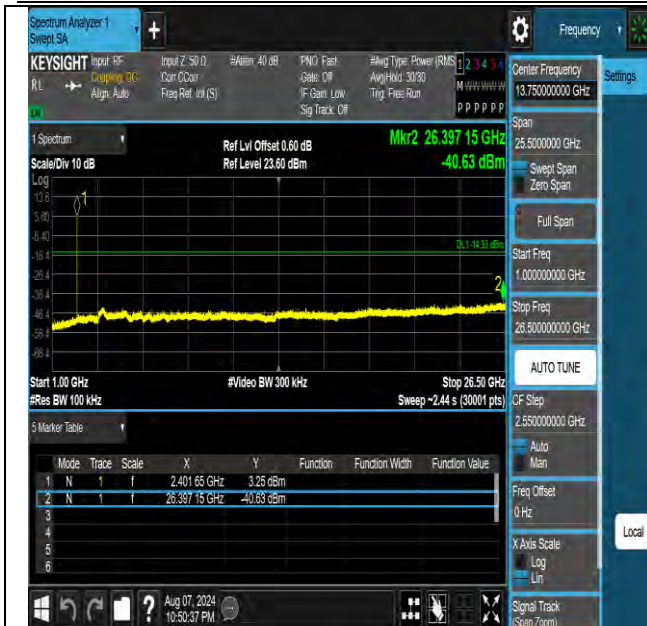 Spectrum Analyzer 1
Swept SA
+
Frequency
KEYSIGHT
Input: RF
Input Z: 50 Ω
#Atten: 40 dB
PNO: Fast
#Avg Type: Power (RMS
1 2 3 4 5 6
RL
Coupling: DC
Corr CCorr
Gate: Off
Avg|Hold: 30/30
M W W W W W
Align: Auto
Freq Ref: Int (S)
IF Gain: Low
Trig: Free Run
Sig Track: Off
P P P P P P
Center Frequency
13.750000000 GHz
Settings
Span
25.5000000 GHz
Swept Span
Zero Span
Full Span
Start Freq
1.000000000 GHz
Stop Freq
26.500000000 GHz
AUTO TUNE
CF Step
2.550000000 GHz
Auto
Man
Freq Offset
0 Hz
X Axis Scale
Log
Lin
Signal Track
(Span Zoom)
Local
1 Spectrum
Ref Lvl Offset 0.60 dB
Mkr2 26.397 15 GHz
Scale/Div 10 dB
Ref Level 23.60 dBm
-40.63 dBm
Log
13.6
1
3.60
-6.40
DL1 -14.33 dBm
-16.4
-26.4
2
-36.4
-46.4
-56.4
-66.4
Start 1.00 GHz
#Video BW 300 kHz
Stop 26.50 GHz
#Res BW 100 kHz
Sweep ~2.44 s (30001 pts)
5 Marker Table
Mode Trace Scale X Y Function Function Width Function Value
1 N 1 f 2.401 65 GHz 3.25 dBm
2 N 1 f 26.397 15 GHz -40.63 dBm
3
4
5
6
?
Aug 07, 2024
10:50:37 PM